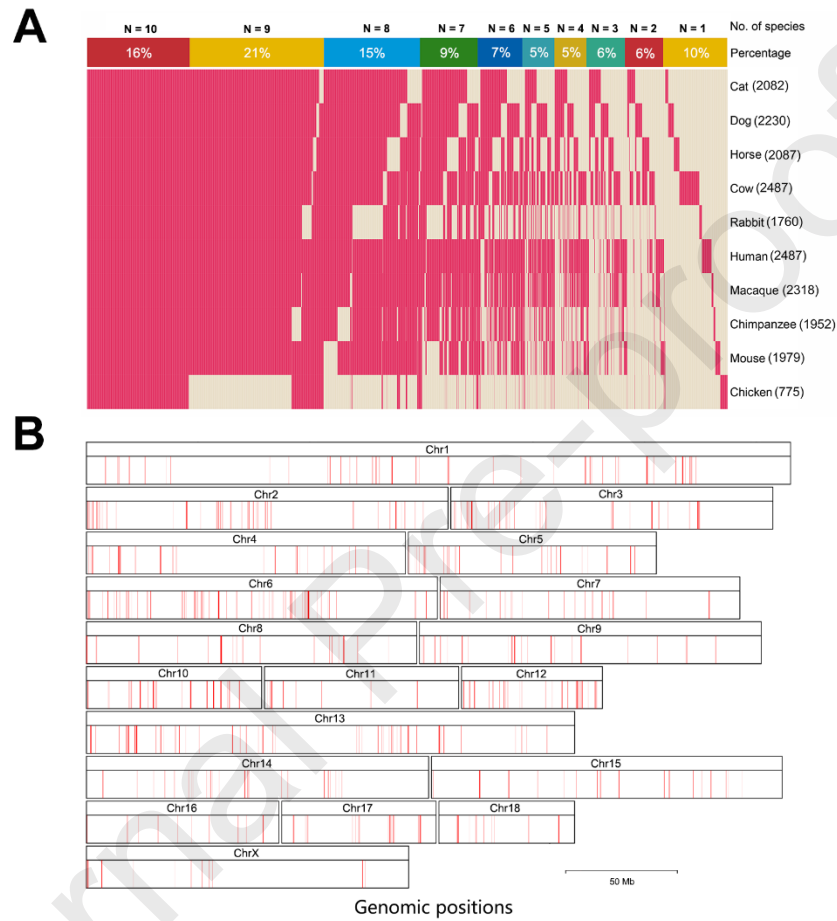 A
N = 10 N = 9 N = 8 N = 7 N = 6 N = 5 N = 4 N = 3 N = 2 N = 1 No. of species
16% 21% 15% 9% 7% 5% 5% 6% 6% 10% Percentage
Cat (2082)
Dog (2230)
Horse (2087)
Cow (2487)
Rabbit (1760)
Human (2487)
Macaque (2318)
Chimpanzee (1952)
Mouse (1979)
Chicken (775)
B
Chr1
Chr2 Chr3
Chr4 Chr5
Chr6 Chr7
Chr8 Chr9
Chr10 Chr11 Chr12
Chr13
Chr14 Chr15
Chr16 Chr17 Chr18
ChrX
50 Mb
Genomic positions
rnal Pre-proof